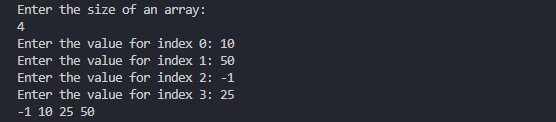 Enter the size of an array:
4
Enter the value for index 0: 10
Enter the value for index 1: 50
Enter the value for index 2: -1
Enter the value for index 3: 25
-1 10 25 50